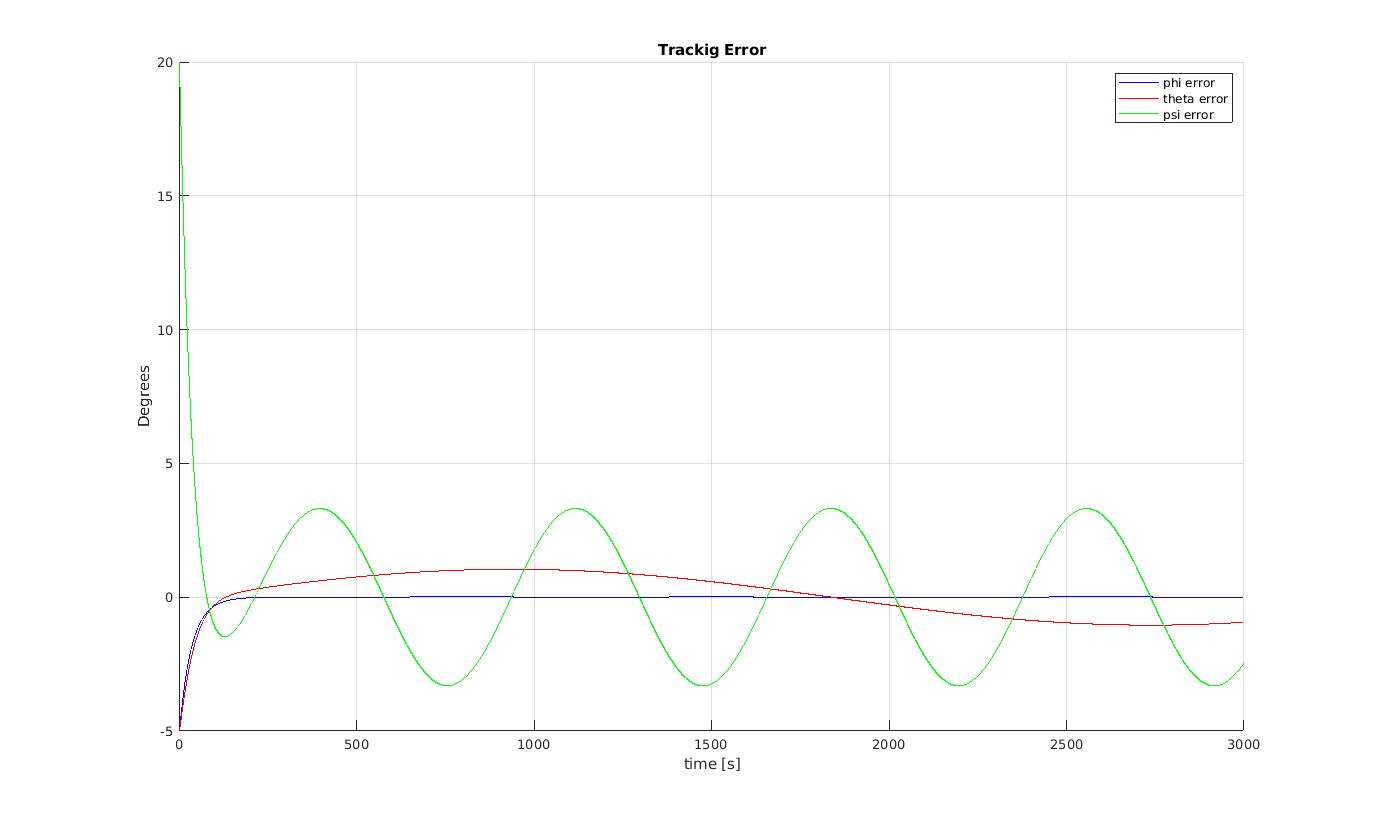 Trackig Error
phi error
theta error
psi error
Degrees
20
15
10
5
0
-5
0 500 1000 1500 2000 2500 3000
time [s]